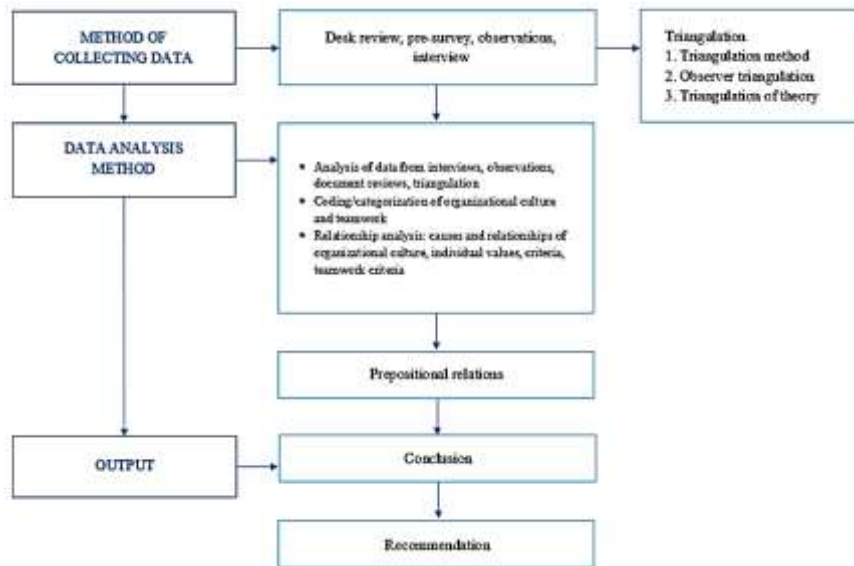 METHOD OF
COLLECTING DATA
Desk review, pre-survey, observations,
interview
Triangulation
1. Triangulation method
2. Observer triangulation
3. Triangulation of theory
DATA ANALYSIS
METHOD
• Analysis of data from interviews, observations,
document reviews, triangulation
• Coding/categorization of organizational culture
and teamwork
• Relationship analysis: causes and relationships of
organizational culture, individual values, criteria,
teamwork criteria
Prepositional relations
OUTPUT
Conclusion
Recommendation